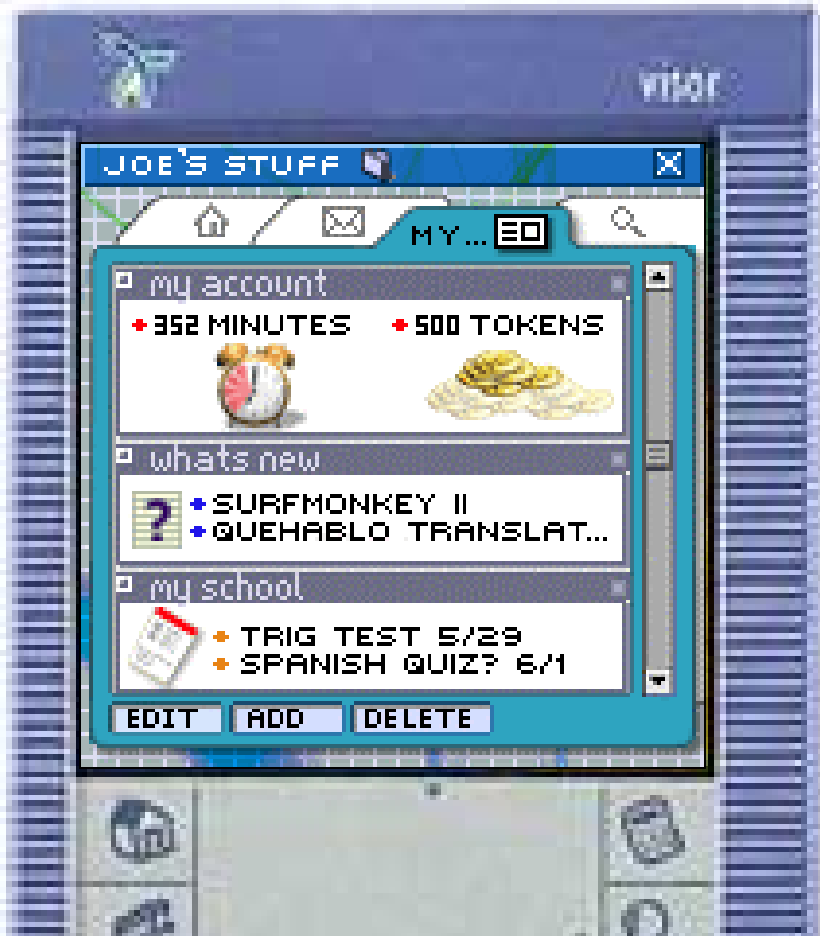 visor
JOE'S STUFF
MY...
my account
352 MINUTES
500 TOKENS
whats new
?
SURFMONKEY II
QUEHABLO TRANSLAT...
my school
TRIG TEST 5/29
SPANISH QUIZ? 6/1
EDIT ADD DELETE